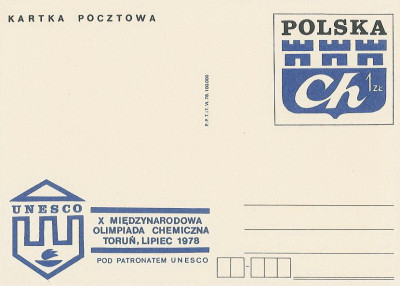 KARTKA POCZTOWA
POLSKA
Ch
1 ZŁ
UNESCO
X MIĘDZYNARODOWA
OLIMPIADA CHEMICZNA
TORUŃ, LIPIEC 1978
POD PATRONATEM UNESCO